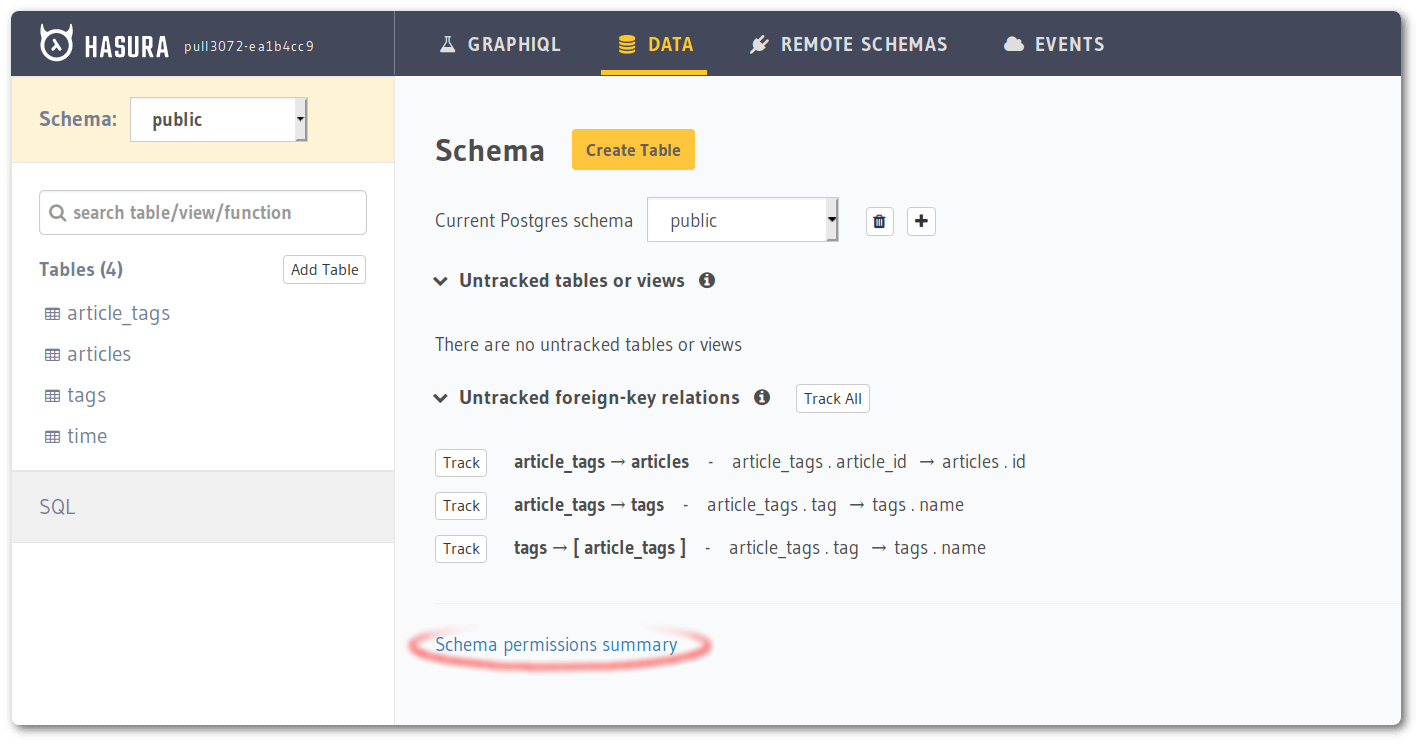 HASURA pull3072-ea1b4cc9 GRAPHIQL DATA REMOTE SCHEMAS EVENTS
Schema: public
search table/view/function
Tables (4) Add Table
article_tags
articles
tags
time
SQL
Schema Create Table
Current Postgres schema public
Untracked tables or views
There are no untracked tables or views
Untracked foreign-key relations Track All
Track article_tags → articles - article_tags . article_id → articles . id
Track article_tags → tags - article_tags . tag → tags . name
Track tags → [ article_tags ] - article_tags . tag → tags . name
Schema permissions summary